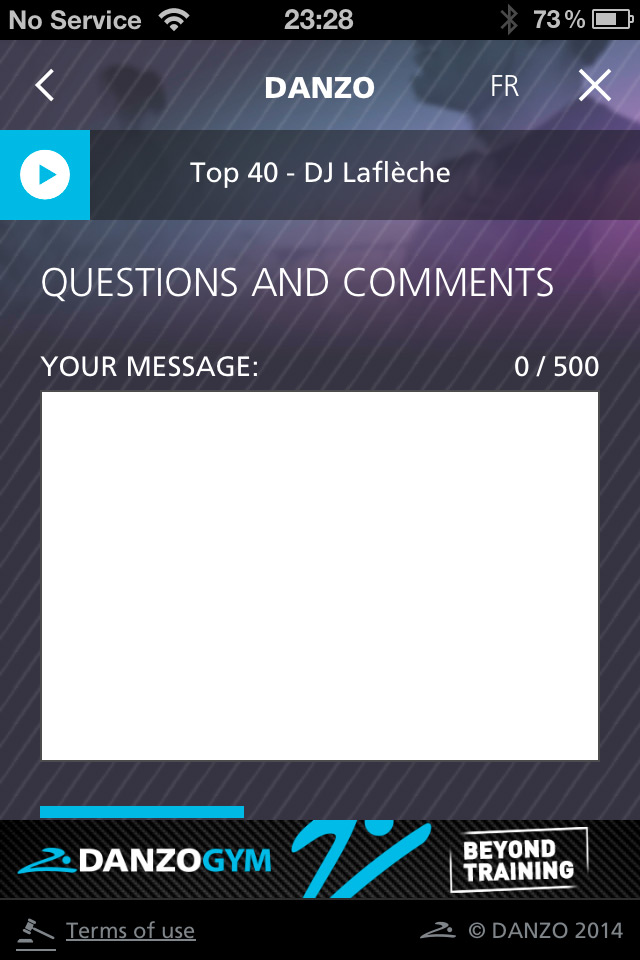 No Service 23:28 73%
DANZO FR
Top 40 - DJ Laflèche
QUESTIONS AND COMMENTS
YOUR MESSAGE: 0 / 500
DANZOGYM
BEYOND
TRAINING
Terms of use © DANZO 2014